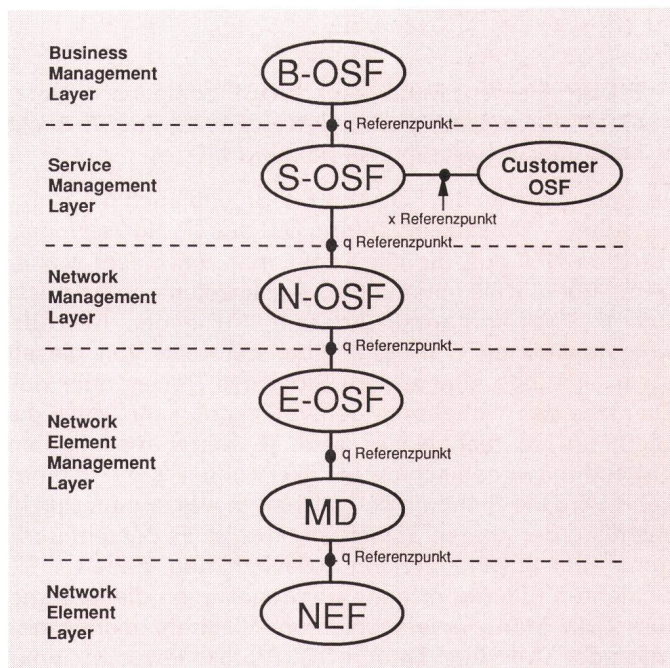 Business
Management
Layer
B-OSF
q Referenzpunkt
Service
Management
Layer
S-OSF
Customer
OSF
x Referenzpunkt
q Referenzpunkt
Network
Management
Layer
N-OSF
q Referenzpunkt
E-OSF
Network
Element
Management
Layer
q Referenzpunkt
MD
q Referenzpunkt
Network
Element
Layer
NEF